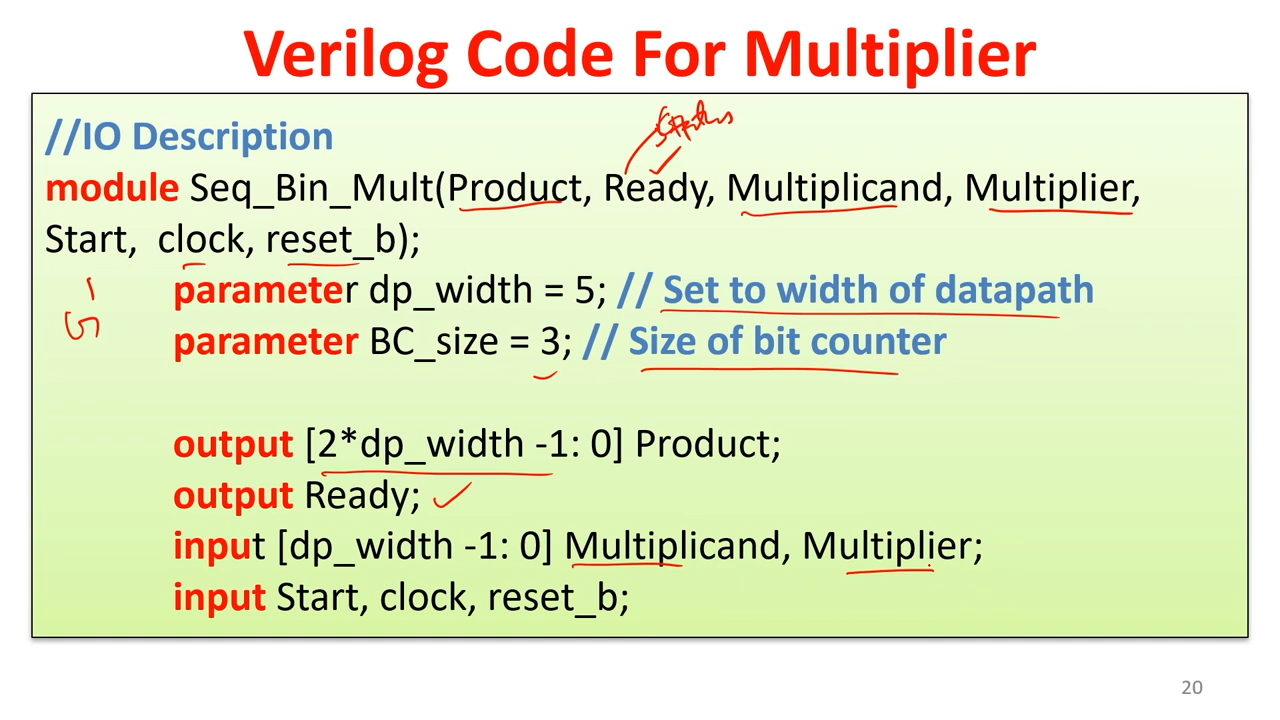 Verilog Code For Multiplier
//IO Description
module Seq_Bin_Mult(Product, Ready, Multiplicand, Multiplier,
Start, clock, reset_b);
parameter dp_width = 5; // Set to width of datapath
parameter BC_size = 3; // Size of bit counter
output [2*dp_width -1: 0] Product;
output Ready;
input [dp_width -1: 0] Multiplicand, Multiplier;
input Start, clock, reset_b;
20